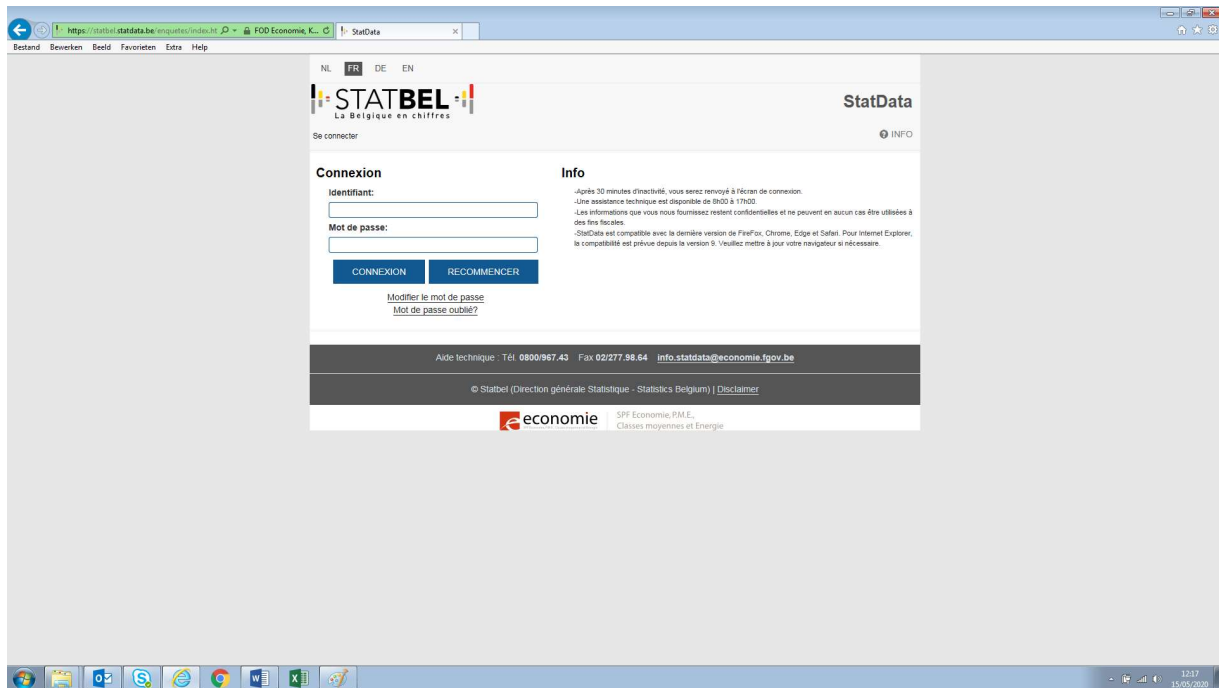 https://statbel.statdata.be/enquetes/index.ht
FOD Economie, K...
StatData
Bestand Bewerken Beeld Favorieten Extra Help
NL FR DE EN
STATBEL
La Belgique en chiffres
StatData
Se connecter
INFO
Connexion
Identifiant:
Mot de passe:
CONNEXION RECOMMENCER
Modifier le mot de passe
Mot de passe oublié?
Info
-Après 30 minutes d'inactivité, vous serez renvoyé à l'écran de connexion.
-Une assistance technique est disponible de 8h00 à 17h00.
-Les informations que vous nous fournissez restent confidentielles et ne peuvent en aucun cas être utilisées à
des fins fiscales.
-StatData est compatible avec la dernière version de FireFox, Chrome, Edge et Safari. Pour Internet Explorer,
la compatibilité est prévue depuis la version 9. Veuillez mettre à jour votre navigateur si nécessaire.
Aide technique : Tél. 0800/967.43 Fax 02/277.98.64 info.statdata@economie.fgov.be
© Statbel (Direction générale Statistique - Statistics Belgium) | Disclaimer
economie
SPF Economie, P.M.E.,
Classes moyennes et Energie
12:17
15/05/2020